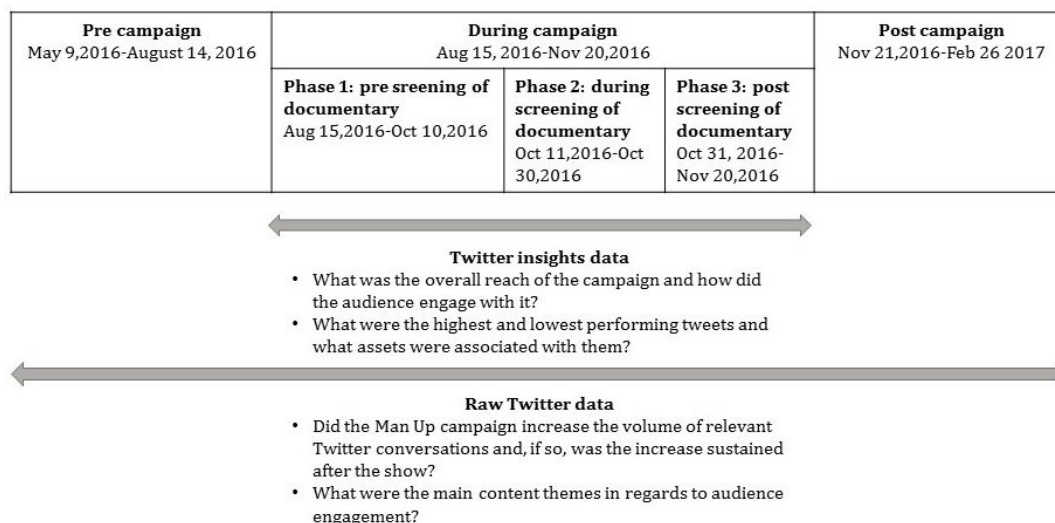 Pre campaign
May 9,2016-August 14, 2016
During campaign
Aug 15, 2016-Nov 20,2016
Post campaign
Nov 21,2016-Feb 26 2017
Phase 1: pre sreening of
documentary
Aug 15,2016-Oct 10,2016
Phase 2: during
screening of
documentary
Oct 11,2016-Oct
30,2016
Phase 3: post
screening of
documentary
Oct 31, 2016-
Nov 20,2016
Twitter insights data
• What was the overall reach of the campaign and how did
the audience engage with it?
• What were the highest and lowest performing tweets and
what assets were associated with them?
Raw Twitter data
• Did the Man Up campaign increase the volume of relevant
Twitter conversations and, if so, was the increase sustained
after the show?
• What were the main content themes in regards to audience
engagement?